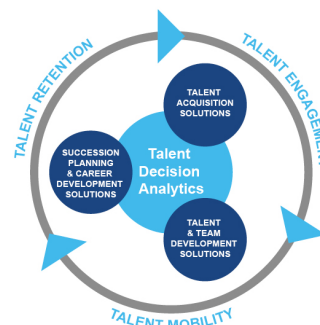 TALENT RETENTION
TALENT ENGAGEMENT
TALENT
ACQUISITION
SOLUTIONS
SUCCESSION
PLANNING
& CAREER
DEVELOPMENT
SOLUTIONS
Talent
Decision
Analytics
TALENT
& TEAM
DEVELOPMENT
SOLUTIONS
TALENT MOBILITY